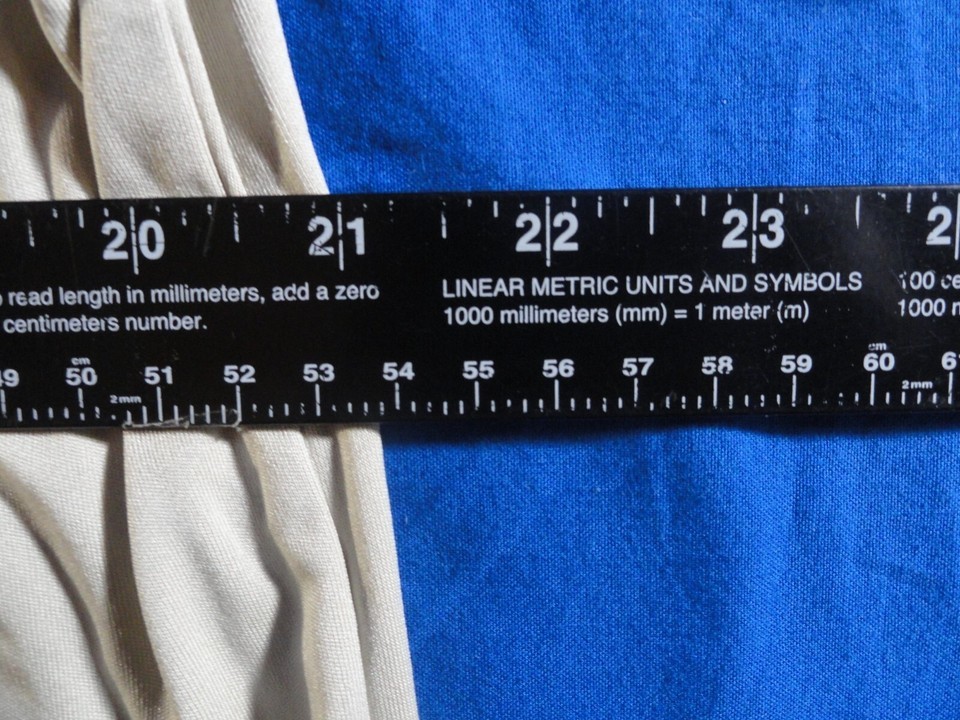 20 21 22 23 2
read length in millimeters, add a zero
centimeters number.
LINEAR METRIC UNITS AND SYMBOLS
1000 millimeters (mm) = 1 meter (m)
100 ce
1000 m
cm cm
49 50 51 52 53 54 55 56 57 58 59 60 6
2mm 2mm